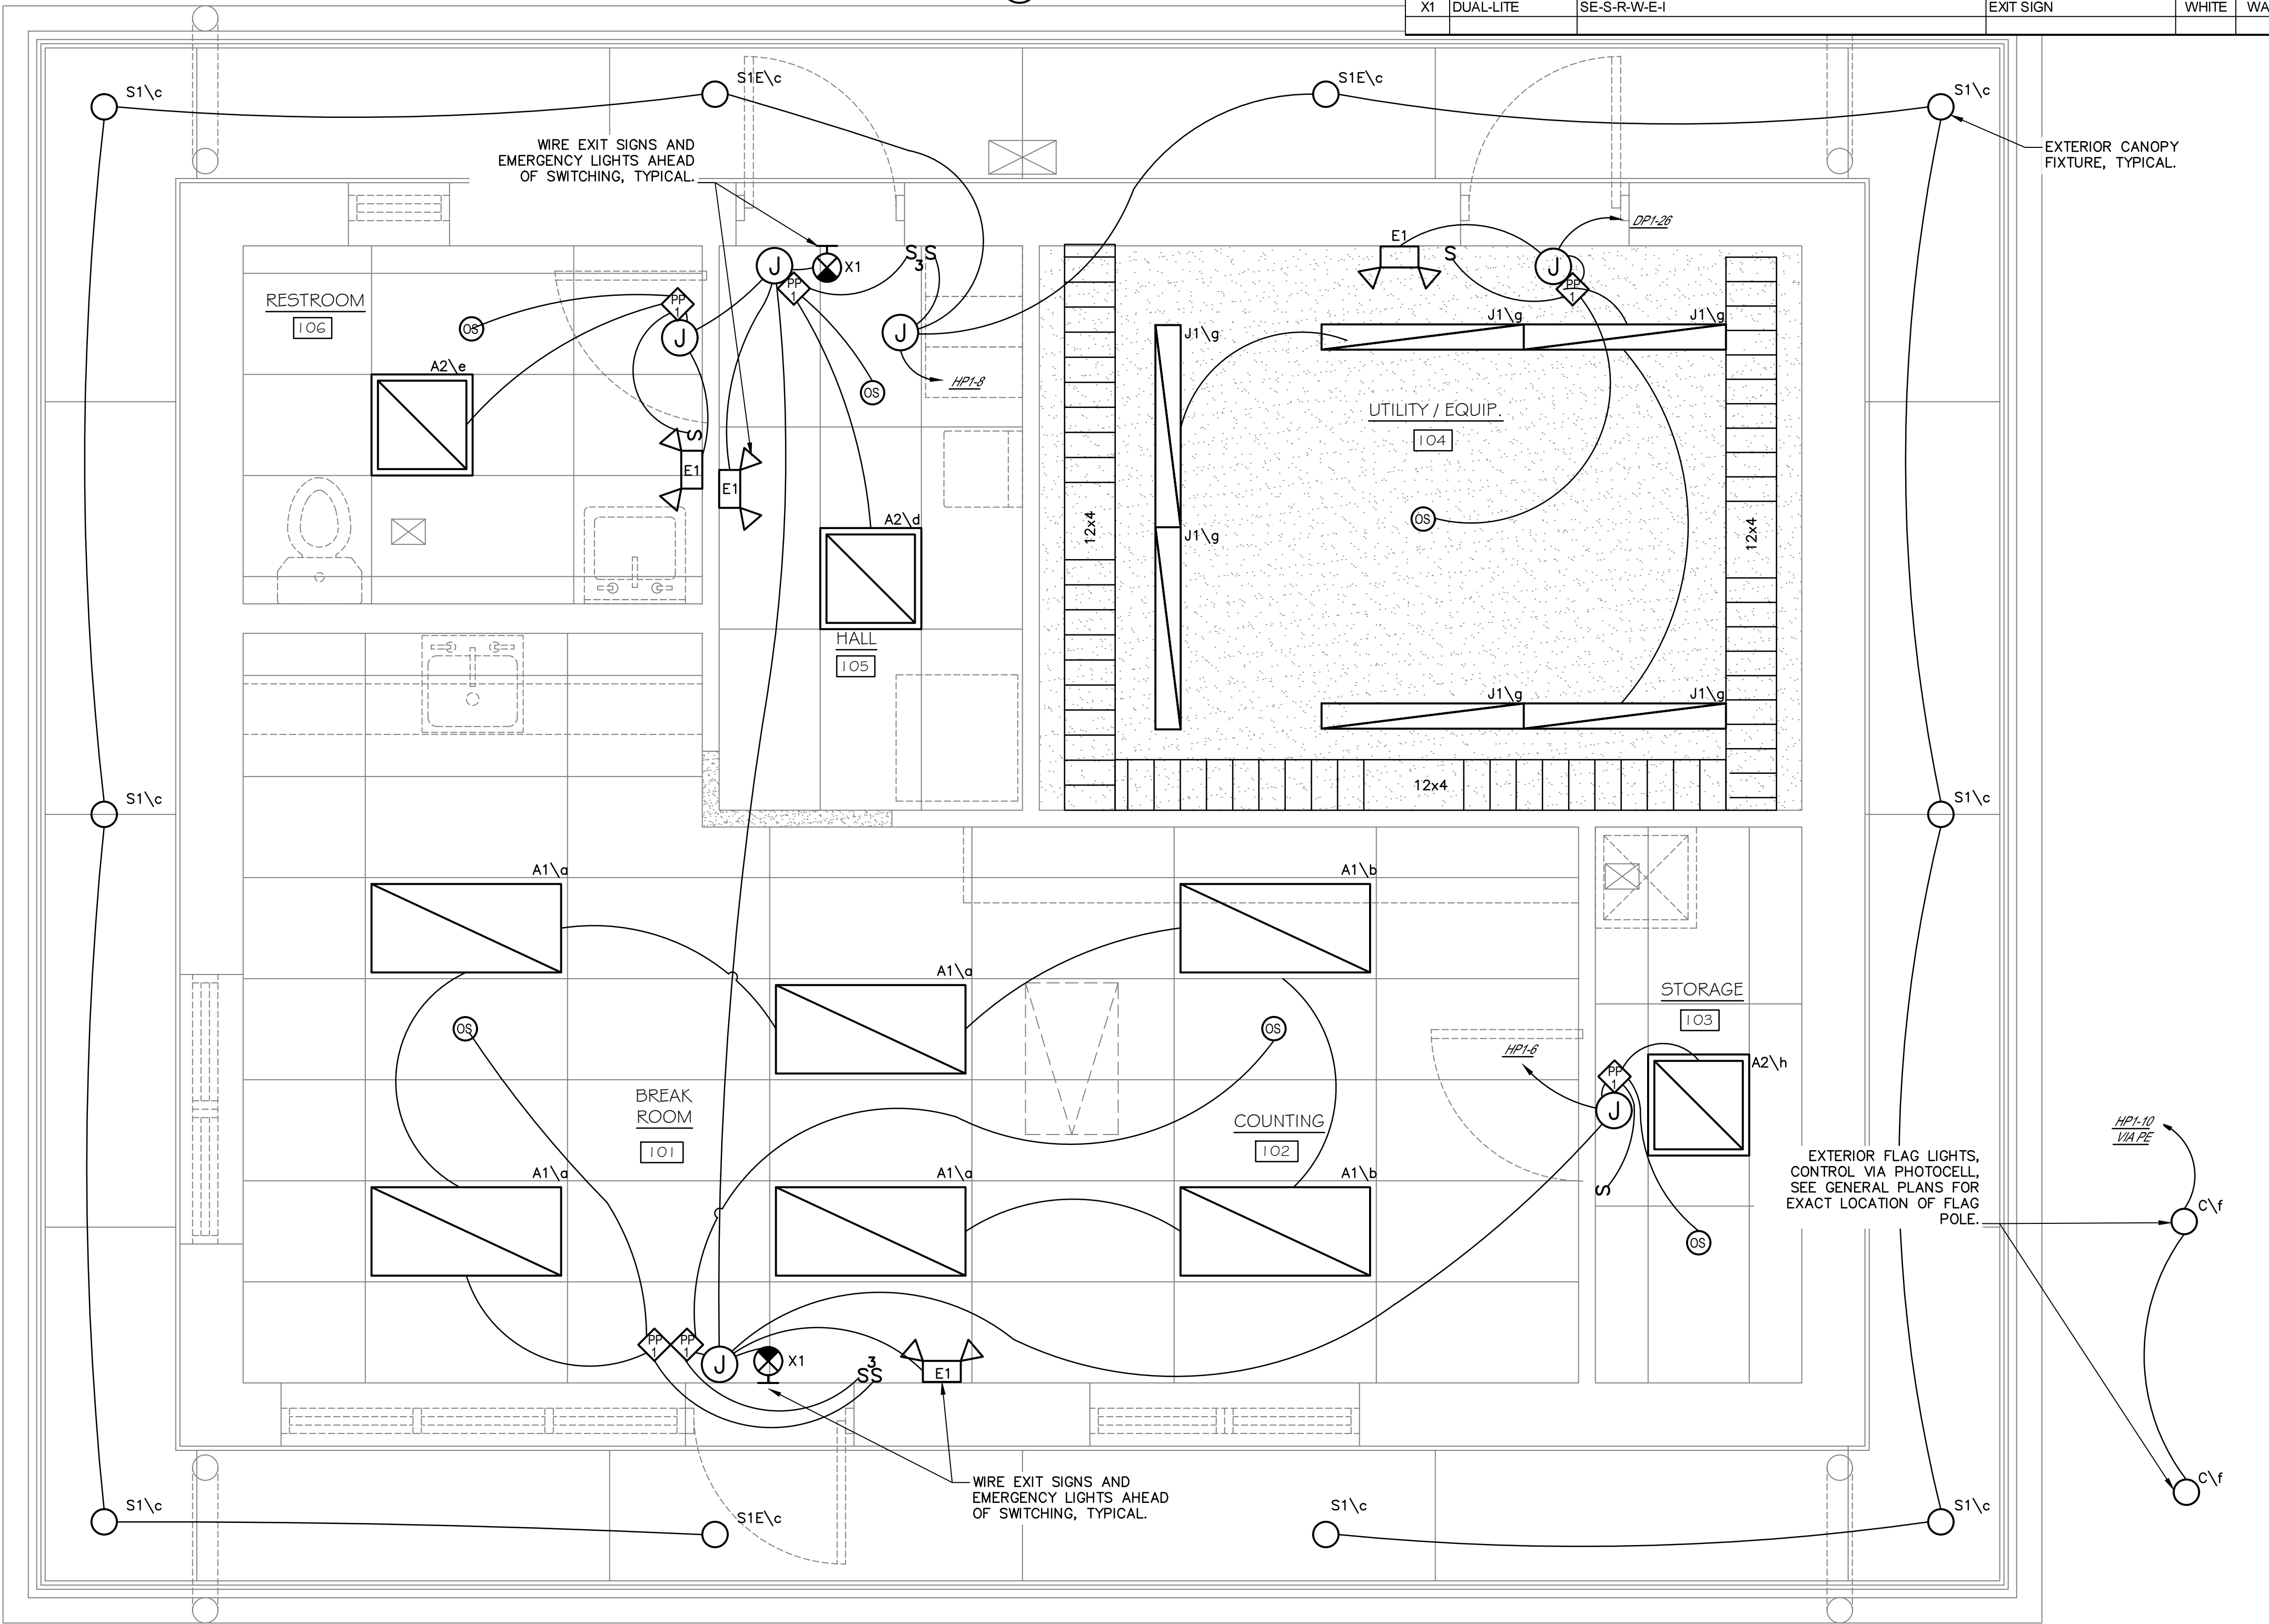 X1 DUAL-LITE SE-S-R-W-E-I EXIT SIGN WHITE WA
S1\c
S1E\c
S1E\c
S1\c
WIRE EXIT SIGNS AND
EMERGENCY LIGHTS AHEAD
OF SWITCHING, TYPICAL.
EXTERIOR CANOPY
FIXTURE, TYPICAL.
DP1-26
E1
S
J
PP
1
J
X1
PP
1
S S
3
RESTROOM
106
OS
PP
1
J
J
HP1-8
OS
A2\e
S
E1
E1
J1\g
J1\g
J1\g
UTILITY / EQUIP.
104
OS
12x4
12x4
J1\g
A2\d
HALL
105
J1\g
J1\g
12x4
S1\c
S1\c
A1\a
A1\b
A1\a
OS
OS
STORAGE
103
HP1-6
PP
1
J
A2\h
BREAK
ROOM
101
COUNTING
102
A1\a
A1\a
A1\b
S
OS
HP1-10
VIA PE
EXTERIOR FLAG LIGHTS,
CONTROL VIA PHOTOCELL,
SEE GENERAL PLANS FOR
EXACT LOCATION OF FLAG
POLE.
C\f
PP
1
PP
1
J
X1
3
SS
E1
WIRE EXIT SIGNS AND
EMERGENCY LIGHTS AHEAD
OF SWITCHING, TYPICAL.
C\f
S1\c
S1E\c
S1\c
S1\c